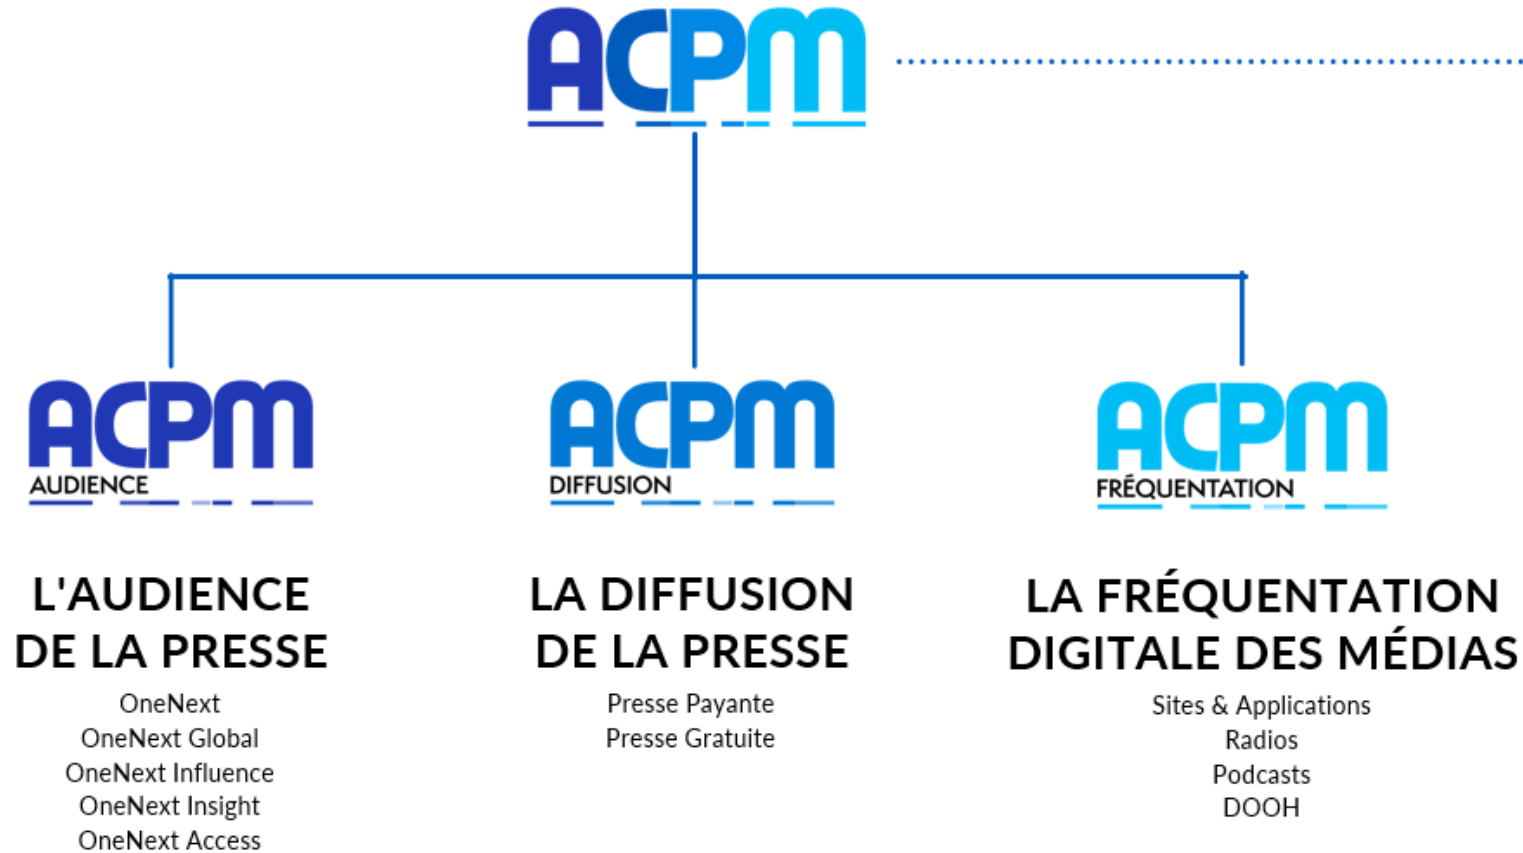 ACPM
ACPM
AUDIENCE
L'AUDIENCE
DE LA PRESSE
OneNext
OneNext Global
OneNext Influence
OneNext Insight
OneNext Access
ACPM
DIFFUSION
LA DIFFUSION
DE LA PRESSE
Presse Payante
Presse Gratuite
ACPM
FRÉQUENTATION
LA FRÉQUENTATION
DIGITALE DES MÉDIAS
Sites & Applications
Radios
Podcasts
DOOH